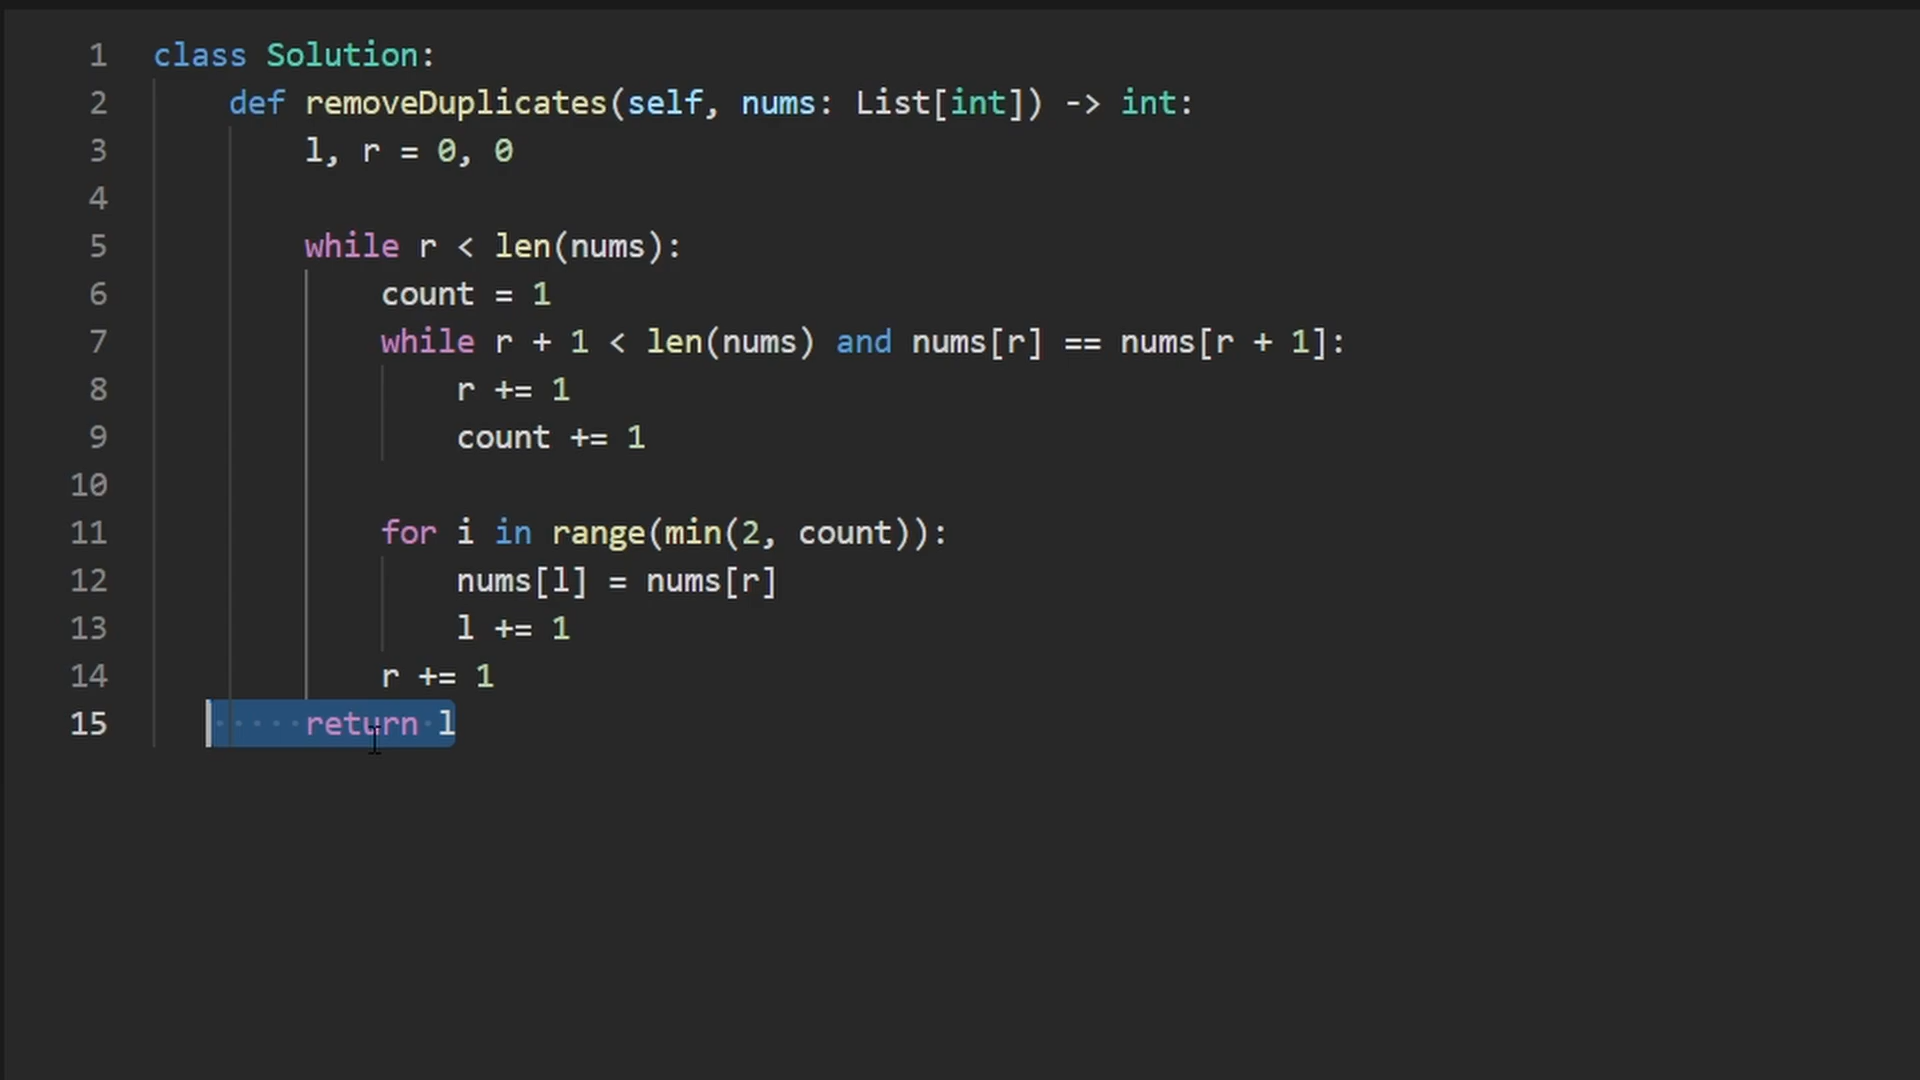 1 class Solution:
2 def removeDuplicates(self, nums: List[int]) -> int:
3 l, r = 0, 0
4
5 while r < len(nums):
6 count = 1
7 while r + 1 < len(nums) and nums[r] == nums[r + 1]:
8 r += 1
9 count += 1
10
11 for i in range(min(2, count)):
12 nums[l] = nums[r]
13 l += 1
14 r += 1
15 return l